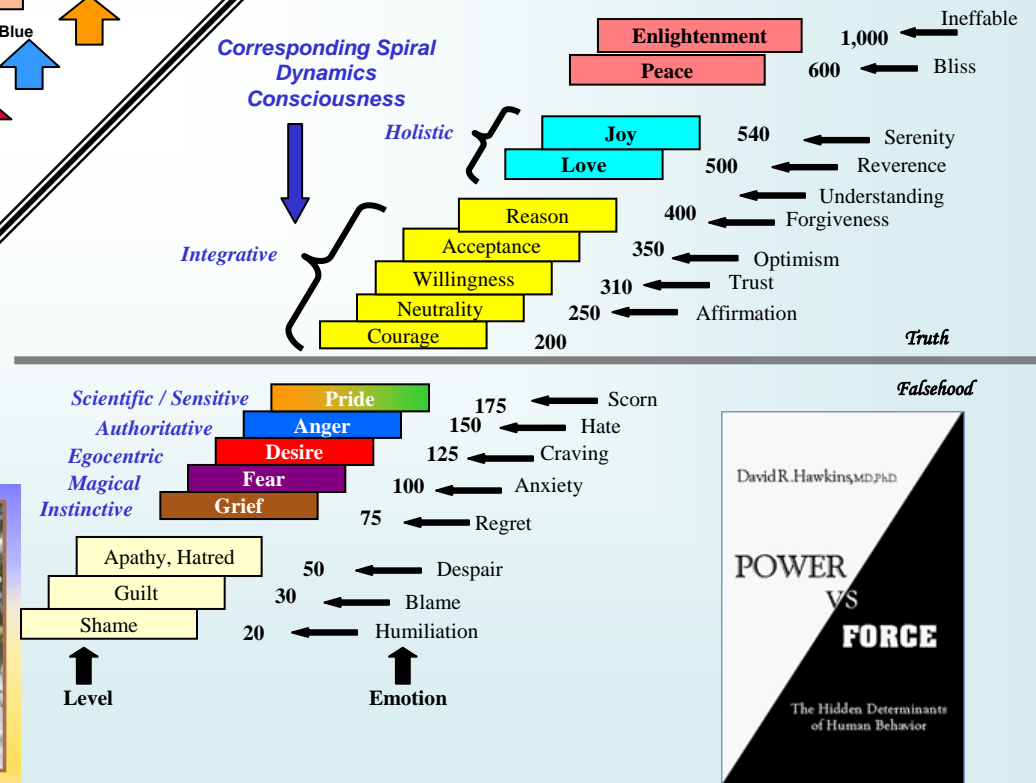 Blue
Corresponding Spiral
Dynamics
Consciousness
Enlightenment 1,000 Ineffable
Peace 600 Bliss
Holistic
Joy 540 Serenity
Love 500 Reverence
Understanding
Integrative
Reason 400 Forgiveness
Acceptance 350 Optimism
Willingness 310 Trust
Neutrality 250 Affirmation
Courage 200
Truth
Falsehood
Scientific / Sensitive Pride 175 Scorn
Authoritative Anger 150 Hate
Egocentric Desire 125 Craving
Magical Fear 100 Anxiety
Instinctive Grief 75 Regret
Apathy, Hatred 50 Despair
Guilt 30 Blame
Shame 20 Humiliation
Level Emotion
David R. Hawkins, MD, PhD.
POWER
VS
FORCE
The Hidden Determinants
of Human Behavior